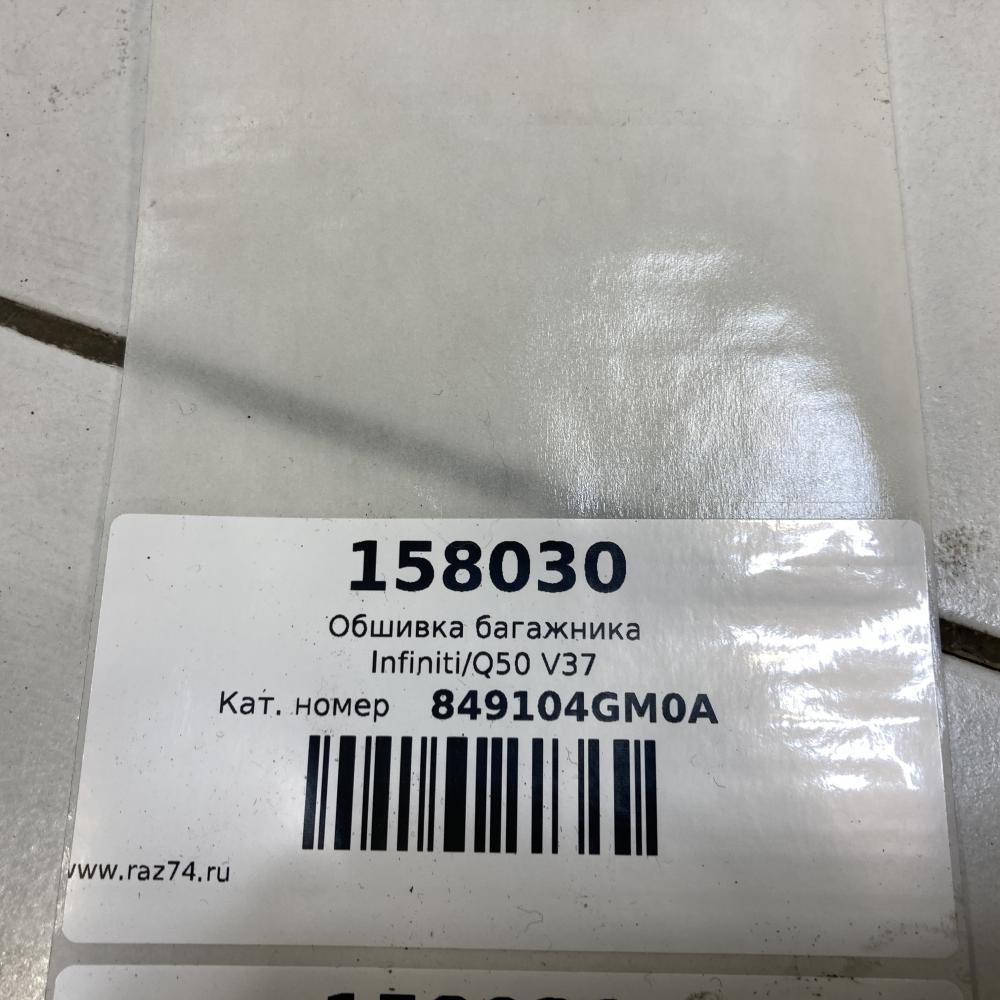 158030
Обшивка багажника
Infiniti/Q50 V37
Кат. номер 849104GM0A
www.raz74.ru